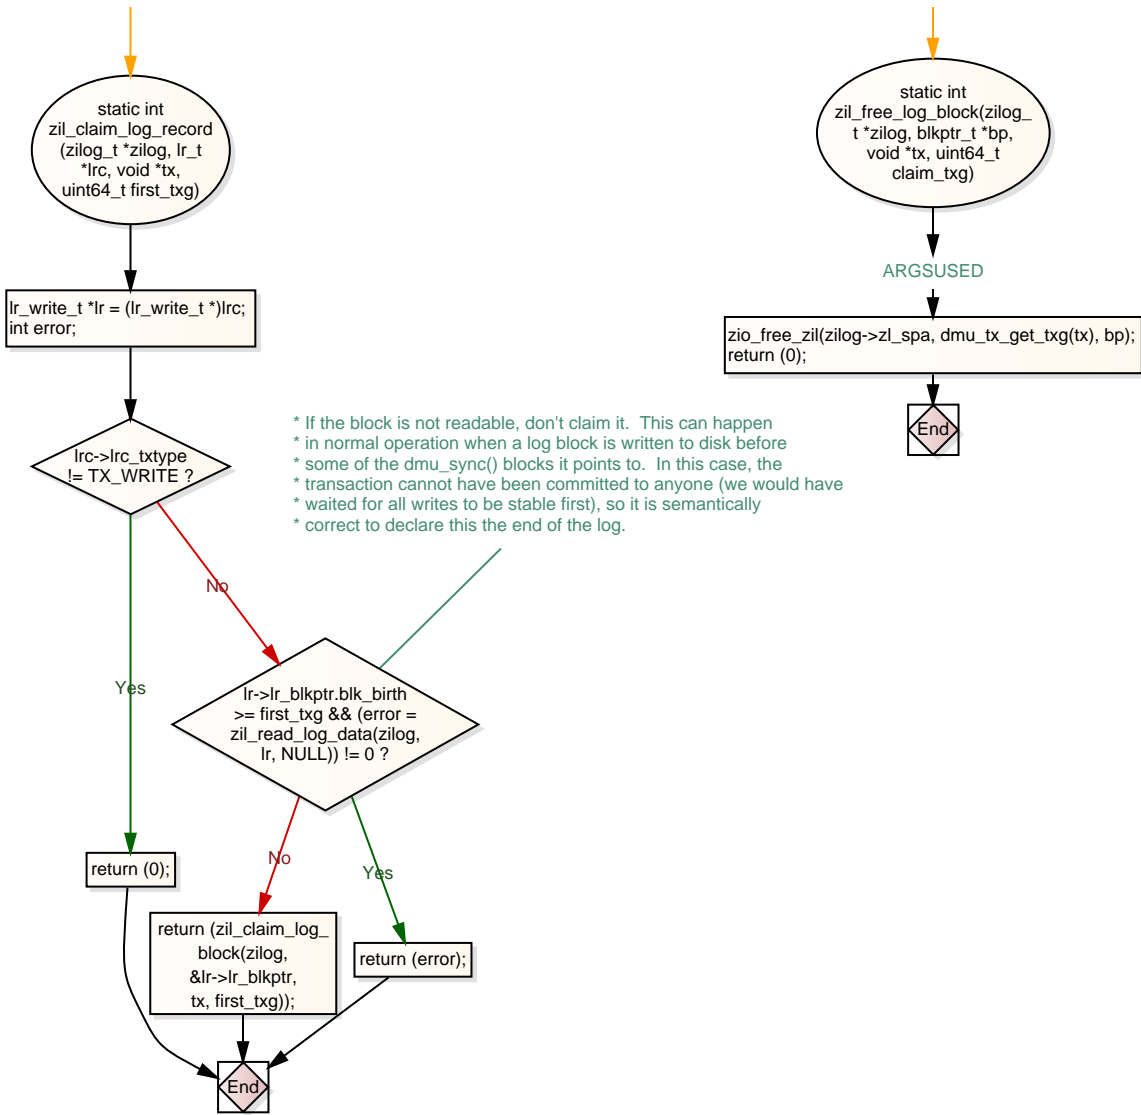 static int
zil_claim_log_record
(zilog_t *zilog, lr_t
*lrc, void *tx,
uint64_t first_txg)
lr_write_t *lr = (lr_write_t *)lrc;
int error;
lrc->lrc_txtype
!= TX_WRITE ?
* If the block is not readable, don't claim it.  This can happen
* in normal operation when a log block is written to disk before
* some of the dmu_sync() blocks it points to.  In this case, the
* transaction cannot have been committed to anyone (we would have
* waited for all writes to be stable first), so it is semantically
* correct to declare this the end of the log.
No
Yes
lr->lr_blkptr.blk_birth
>= first_txg && (error =
zil_read_log_data(zilog,
lr, NULL)) != 0 ?
No
Yes
return (0);
return (zil_claim_log_
block(zilog,
&lr->lr_blkptr,
tx, first_txg));
return (error);
End
static int
zil_free_log_block(zilog_
t *zilog, blkptr_t *bp,
void *tx, uint64_t
claim_txg)
ARGSUSED
zio_free_zil(zilog->zl_spa, dmu_tx_get_txg(tx), bp);
return (0);
End